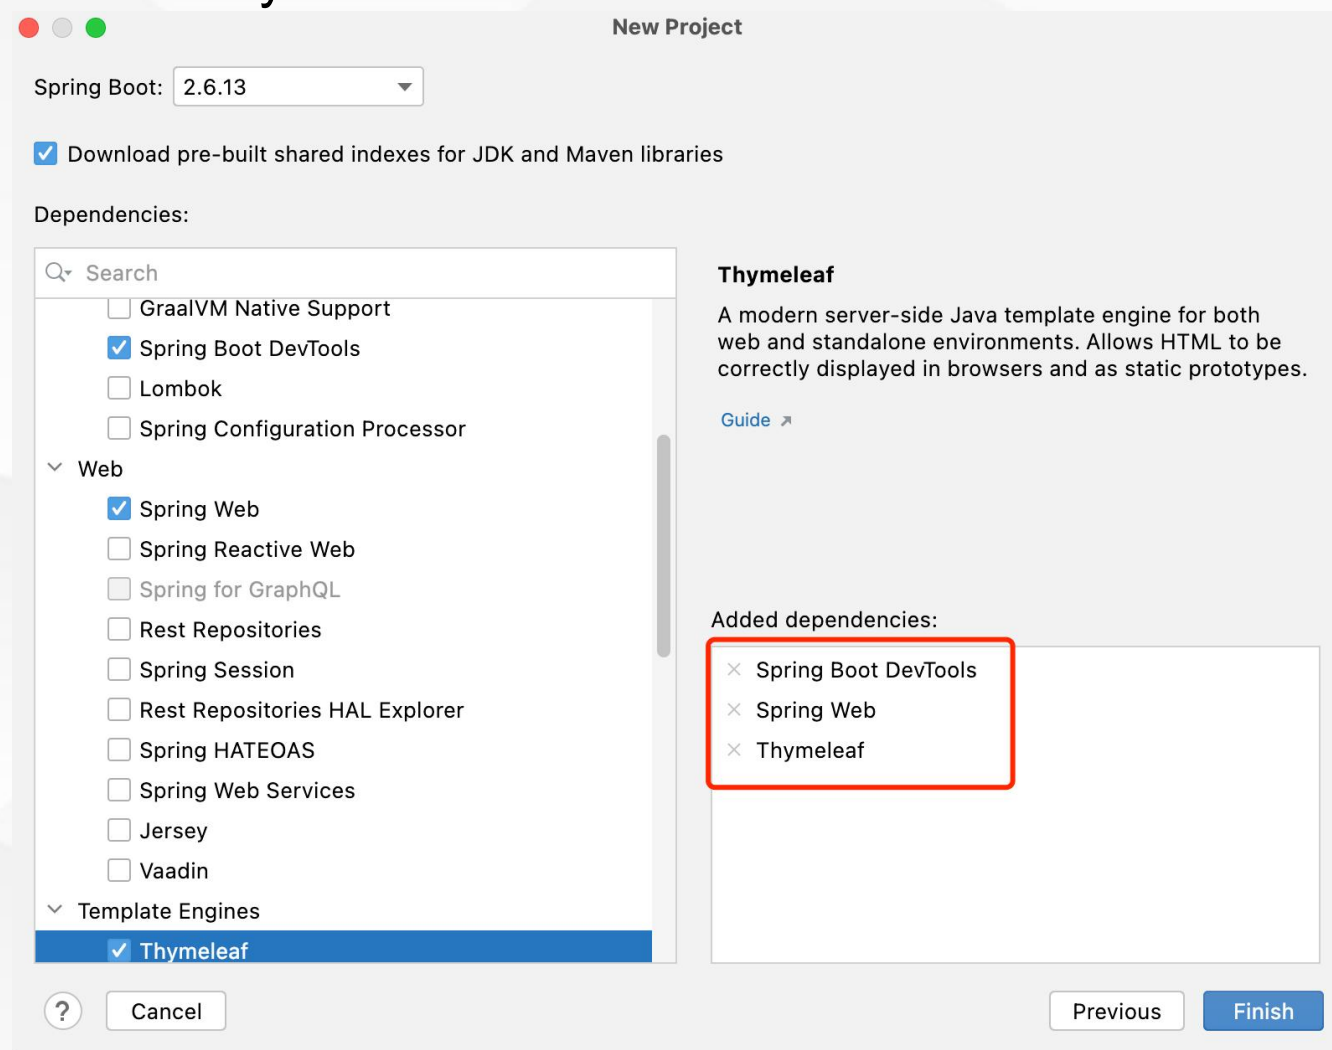 New Project
Spring Boot: 2.6.13
Download pre-built shared indexes for JDK and Maven libraries
Dependencies:
Search
GraalVM Native Support
Spring Boot DevTools
Lombok
Spring Configuration Processor
Web
Spring Web
Spring Reactive Web
Spring for GraphQL
Rest Repositories
Spring Session
Rest Repositories HAL Explorer
Spring HATEOAS
Spring Web Services
Jersey
Vaadin
Template Engines
Thymeleaf
Thymeleaf
A modern server-side Java template engine for both
web and standalone environments. Allows HTML to be
correctly displayed in browsers and as static prototypes.
Guide
Added dependencies:
Spring Boot DevTools
Spring Web
Thymeleaf
? Cancel Previous Finish